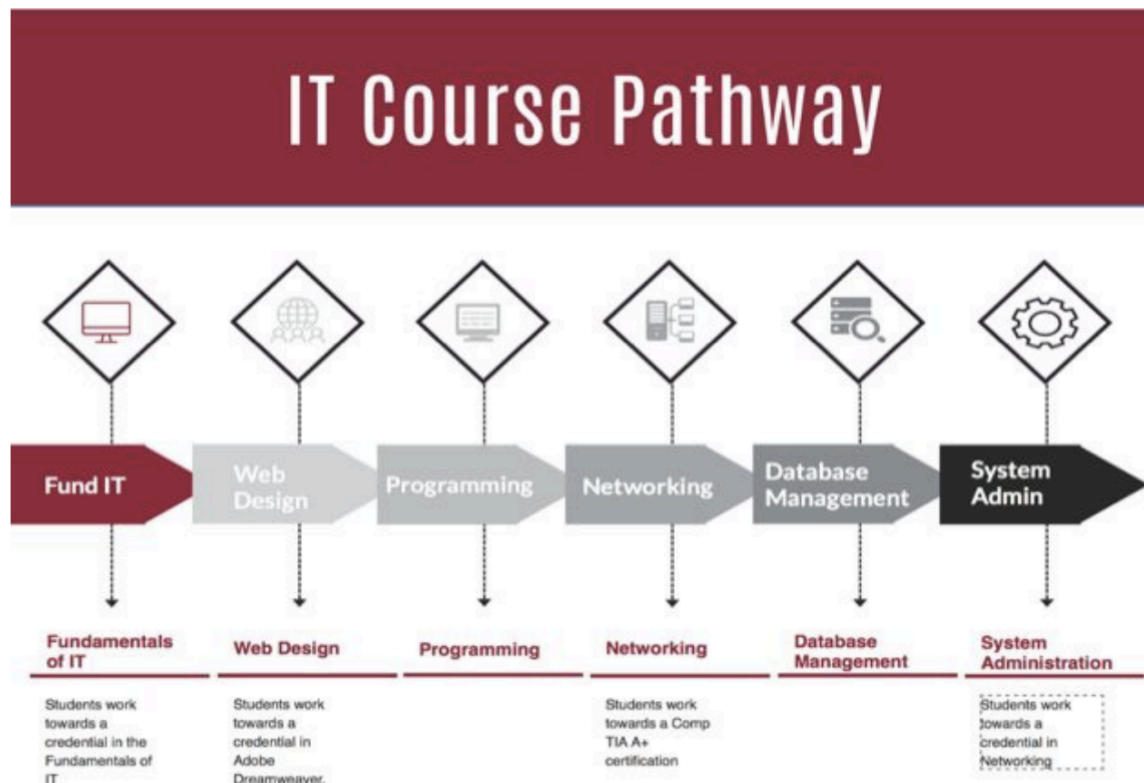 IT Course Pathway
Fund IT
Web
Design
Programming
Networking
Database
Management
System
Admin
Fundamentals
of IT
Students work
towards a
credential in the
Fundamentals of
IT
Web Design
Students work
towards a
credential in
Adobe
Dreamweaver.
Programming
Networking
Students work
towards a Comp
TIA A+
certification
Database
Management
System
Administration
Students work
towards a
credential in
Networking